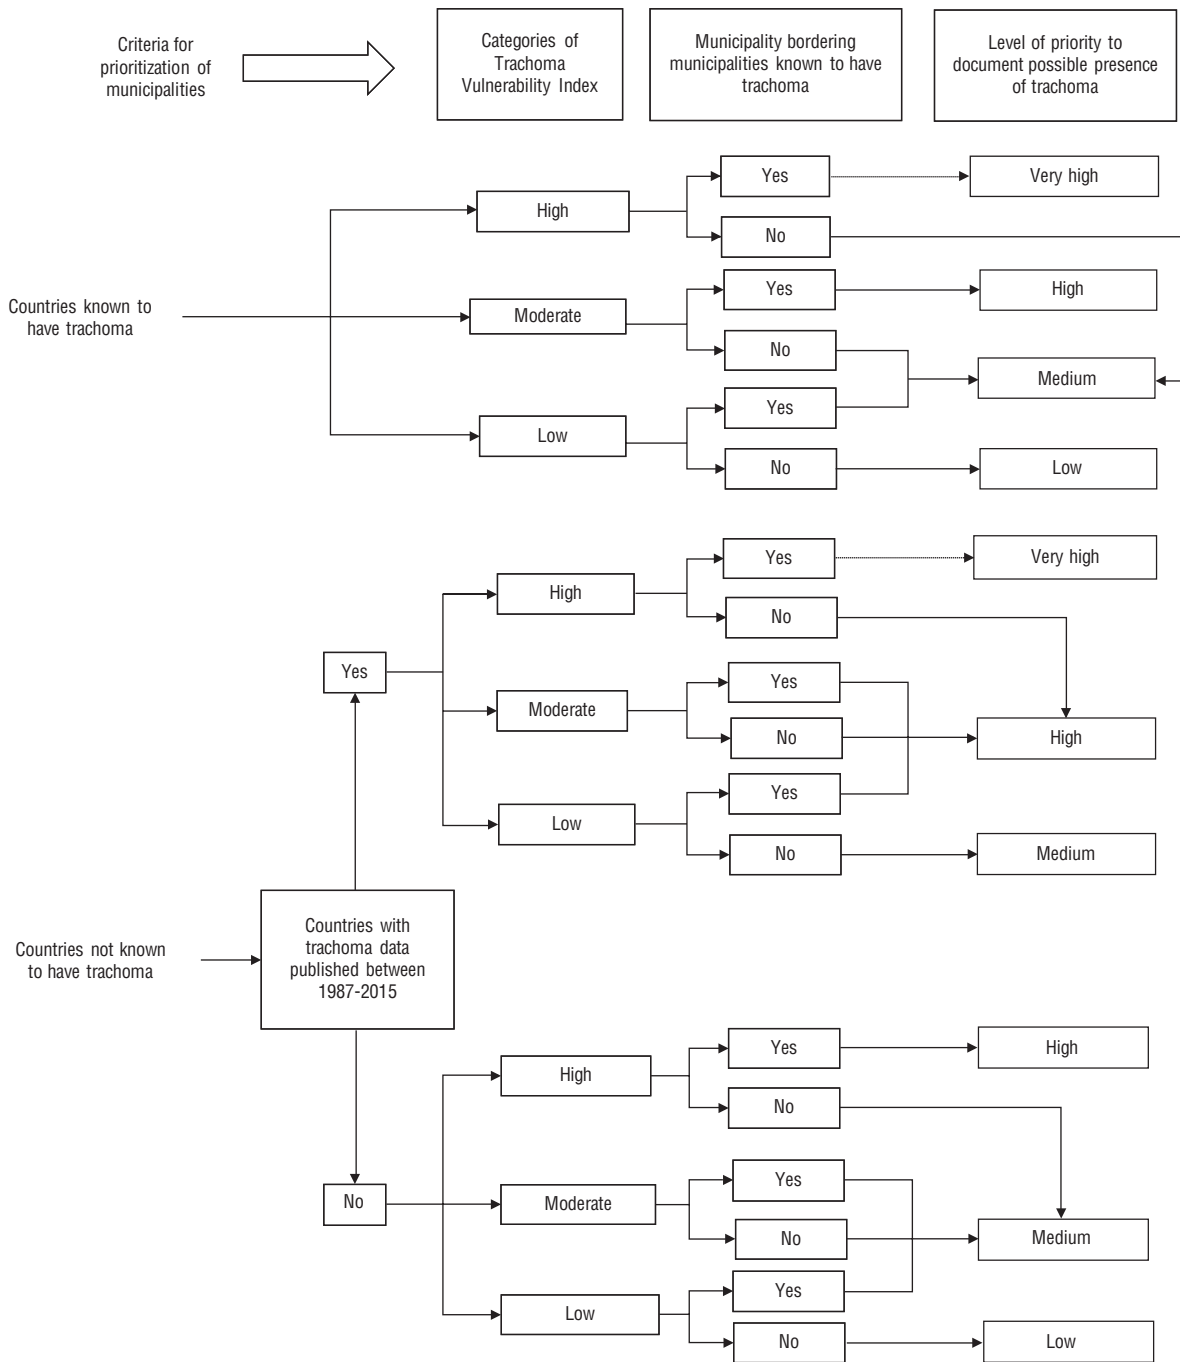 Criteria for
prioritization of
municipalities
Categories of
Trachoma
Vulnerability Index
Municipality bordering
municipalities known to have
trachoma
Level of priority to
document possible presence
of trachoma
Countries known to
have trachoma
High
Yes
Very high
No
Moderate
Yes
High
No
Medium
Low
Yes
No
Low
Countries not known
to have trachoma
Countries with
trachoma data
published between
1987-2015
Yes
High
Yes
Very high
No
Moderate
Yes
No
High
Low
Yes
No
Medium
No
High
Yes
High
No
Moderate
Yes
No
Medium
Low
Yes
No
Low